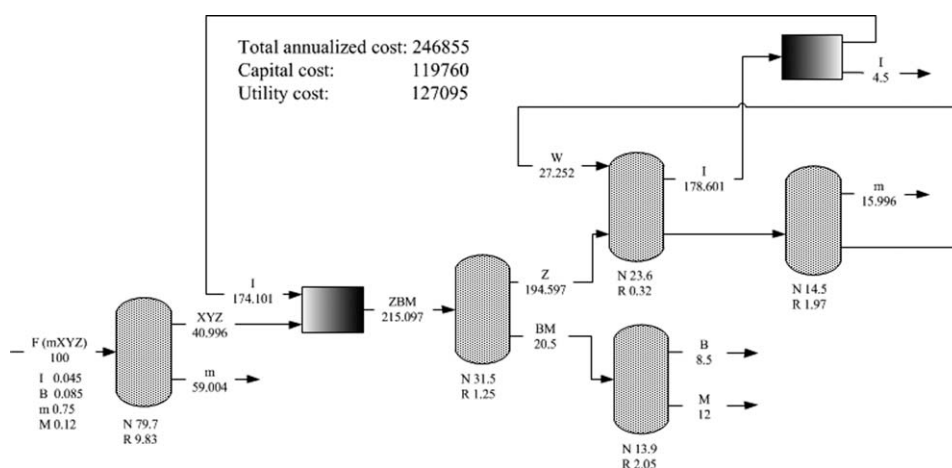 Total annualized cost: 246855
Capital cost: 119760
Utility cost: 127095
I
4.5
W
27.252
I
178.601
m
15.996
N 23.6
R 0.32
N 14.5
R 1.97
I
174.101
Z
194.597
ZBM
215.097
XYZ
40.996
F (mXYZ)
100
I 0.045
B 0.085
m 0.75
M 0.12
m
59.004
N 79.7
R 9.83
BM
20.5
N 31.5
R 1.25
B
8.5
M
12
N 13.9
R 2.05